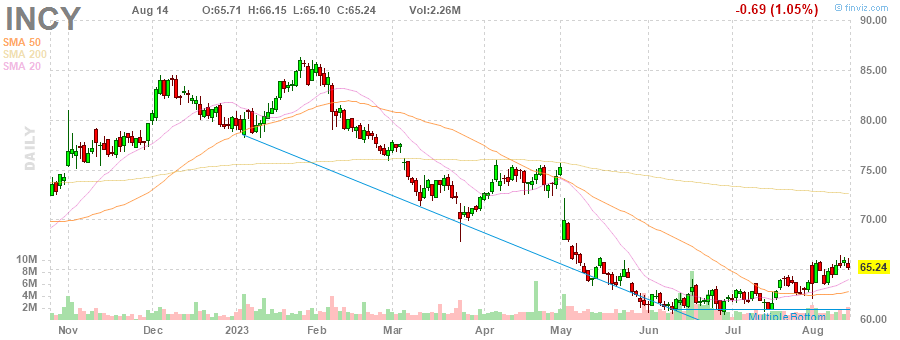 INCY Aug 14 O:65.71 H:66.15 L:65.10 C:65.24 Vol:2.26M -0.69 (1.05%) © finviz.com
SMA 50
SMA 200
SMA 20
DAILY
90.00
85.00
80.00
75.00
70.00
65.24
60.00
10M
8M
6M
4M
2M
Multiple Bottom
Nov Dec 2023 Feb Mar Apr May Jun Jul Aug